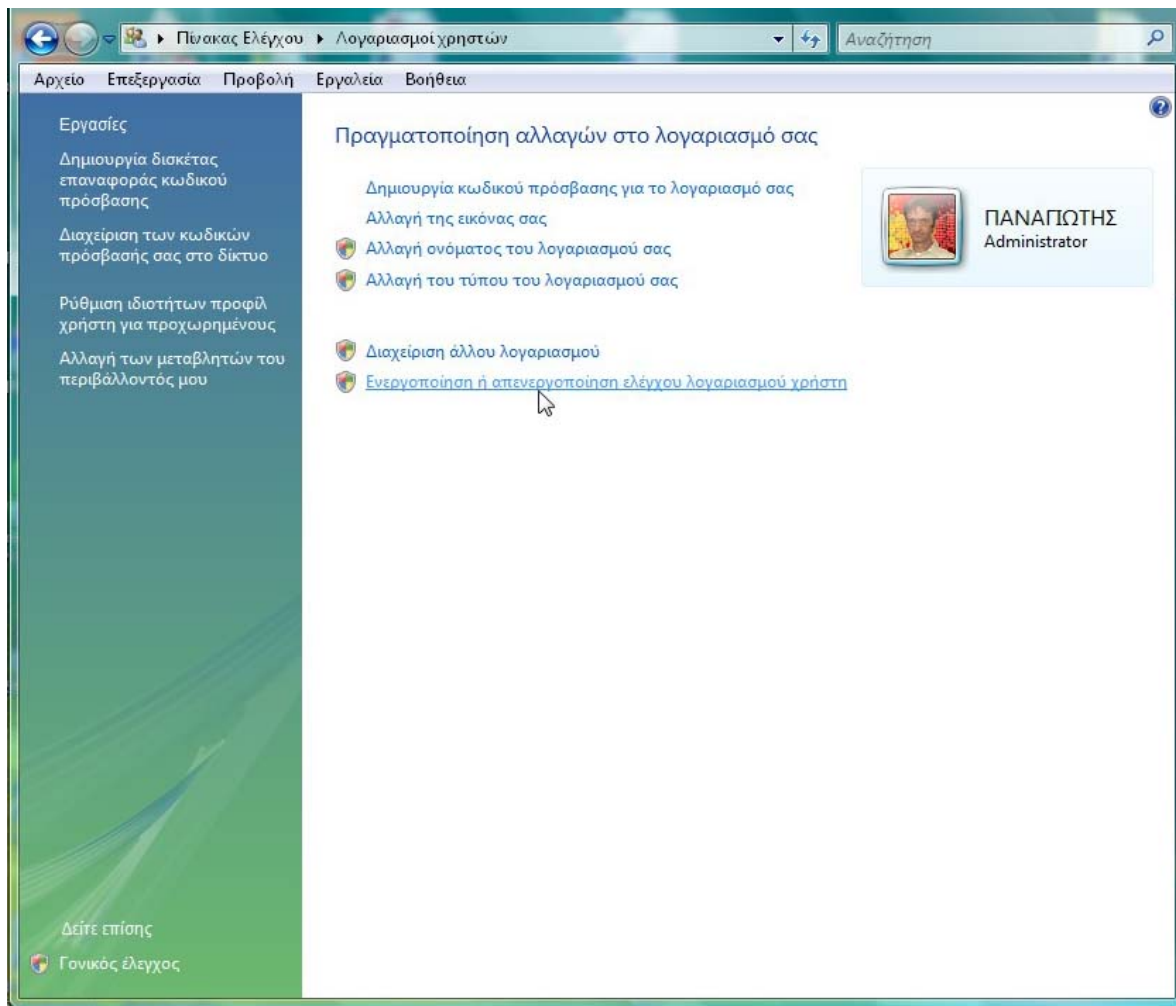 Πίνακας Ελέγχου
Λογαριασμοί χρηστών
Αναζήτηση
Αρχείο Επεξεργασία Προβολή Εργαλεία Βοήθεια
Εργασίες
Δημιουργία δισκέτας
επαναφοράς κωδικού
πρόσβασης
Διαχείριση των κωδικών
πρόσβασής σας στο δίκτυο
Ρύθμιση ιδιοτήτων προφίλ
χρήστη για προχωρημένους
Αλλαγή των μεταβλητών του
περιβάλλοντός μου
Δείτε επίσης
Γονικός έλεγχος
Πραγματοποίηση αλλαγών στο λογαριασμό σας
Δημιουργία κωδικού πρόσβασης για το λογαριασμό σας
Αλλαγή της εικόνας σας
Αλλαγή ονόματος του λογαριασμού σας
Αλλαγή του τύπου του λογαριασμού σας
Διαχείριση άλλου λογαριασμού
Ενεργοποίηση ή απενεργοποίηση ελέγχου λογαριασμού χρήστη
ΠΑΝΑΓΙΩΤΗΣ
Administrator